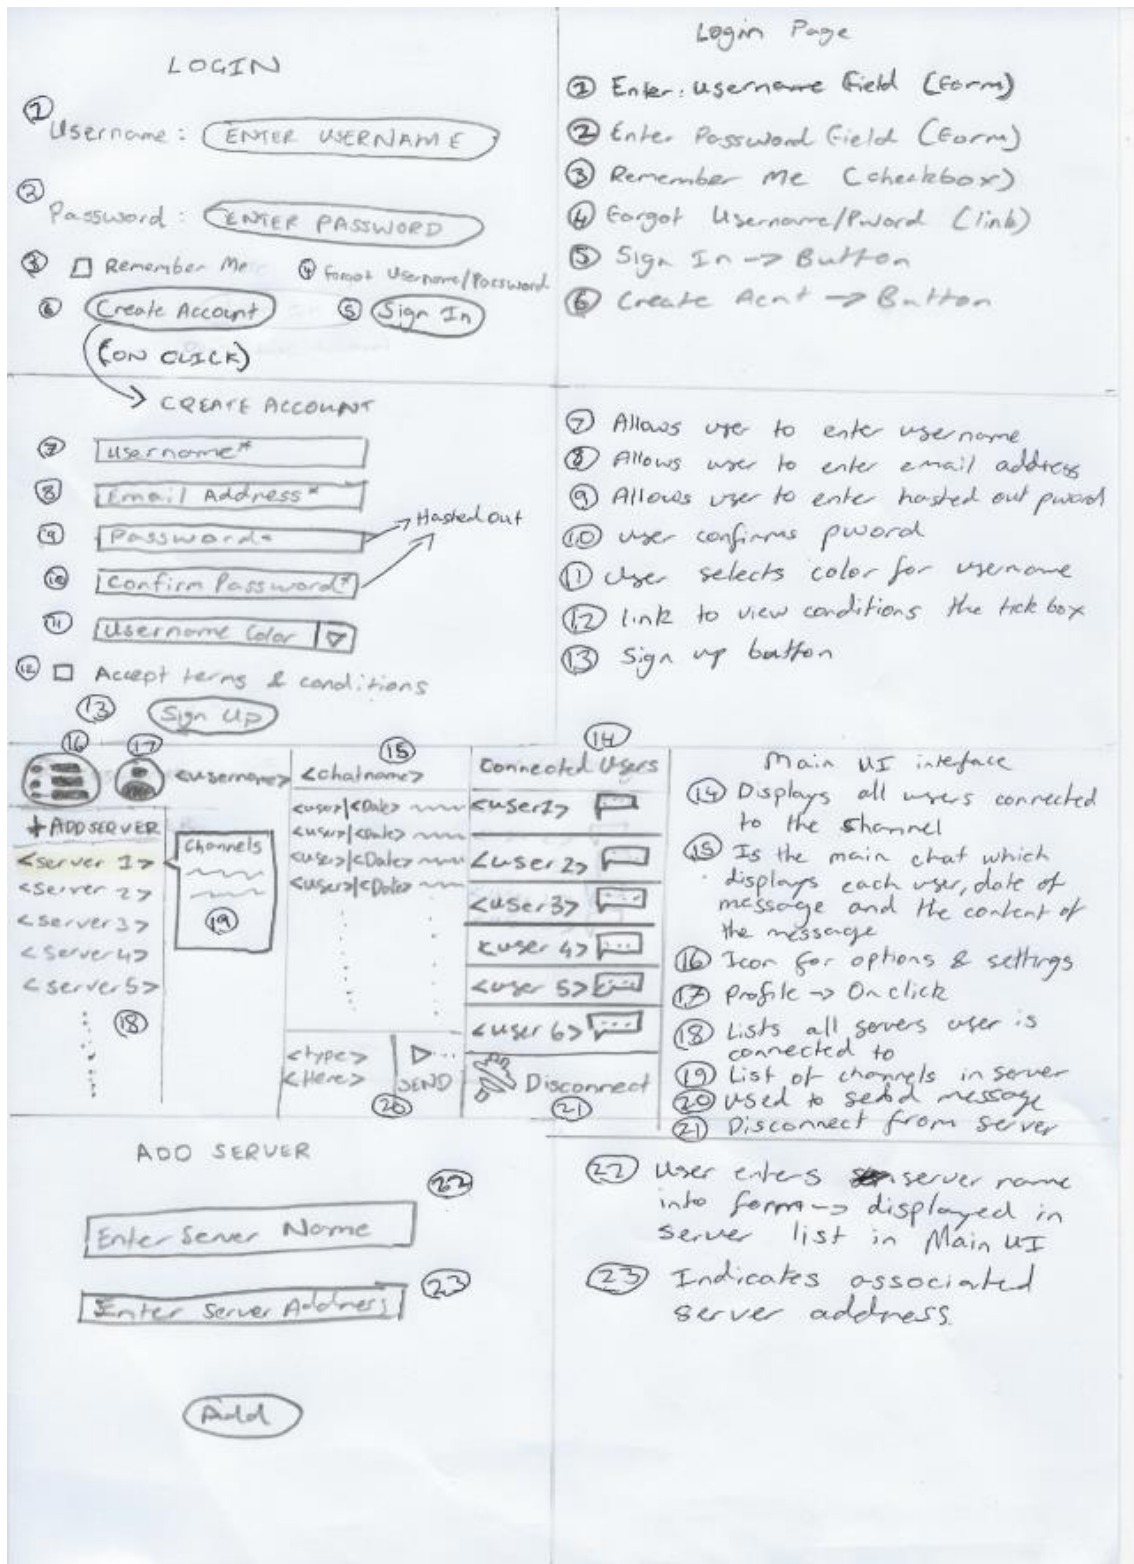 LOGIN
① Username : ENTER USERNAME
② Password : ENTER PASSWORD
③ Remember Me ④ Forgot Username/Password
⑥ Create Account ⑤ Sign In
(ON CLICK)
Login Page
① Enter: Username Field (Form)
② Enter Password Field (Form)
③ Remember Me (checkbox)
④ Forgot Username/Pword (link)
⑤ Sign In -> Button
⑥ Create Acnt -> Button
CREATE ACCOUNT
⑦ Username*
⑧ Email Address*
⑨ Password*
Hasted out
⑩ Confirm Password*
⑪ Username Color
⑫ Accept terms & conditions
⑬ Sign Up
⑦ Allows user to enter username
⑧ Allows user to enter email address
⑨ Allows user to enter hasted out pword
⑩ user confirms pword
⑪ User selects color for username
⑫ link to view conditions the tick box
⑬ Sign up button
⑯ ⑰ <username>
+ ADD SERVER
<server 1>
<server 2>
<server 3>
<server 4>
<server 5>
⑱
Channels
⑲
⑮
<chatname>
<user>|<Date>
<user>|<Date>
<user>|<Date>
<user>|<Date>
<type>
<Here>
SEND
⑳
⑭
Connected Users
<user1>
<user2>
<user3>
<user 4>
<user 5>
<user 6>
Disconnect
㉑
Main UI interface
⑭ Displays all users connected
to the shannel
⑮ Is the main chat which
displays each user, date of
message and the content of
the message
⑯ Icon for options & settings
⑰ Profile -> On click
⑱ Lists all servers user is
connected to
⑲ List of channels in server
⑳ Used to send message
㉑ Disconnect from server
ADD SERVER
㉒
Enter Server Name
㉓
Enter Server Address
Add
㉒ User enters server name
into form -> displayed in
server list in Main UI
㉓ Indicates associated
server address